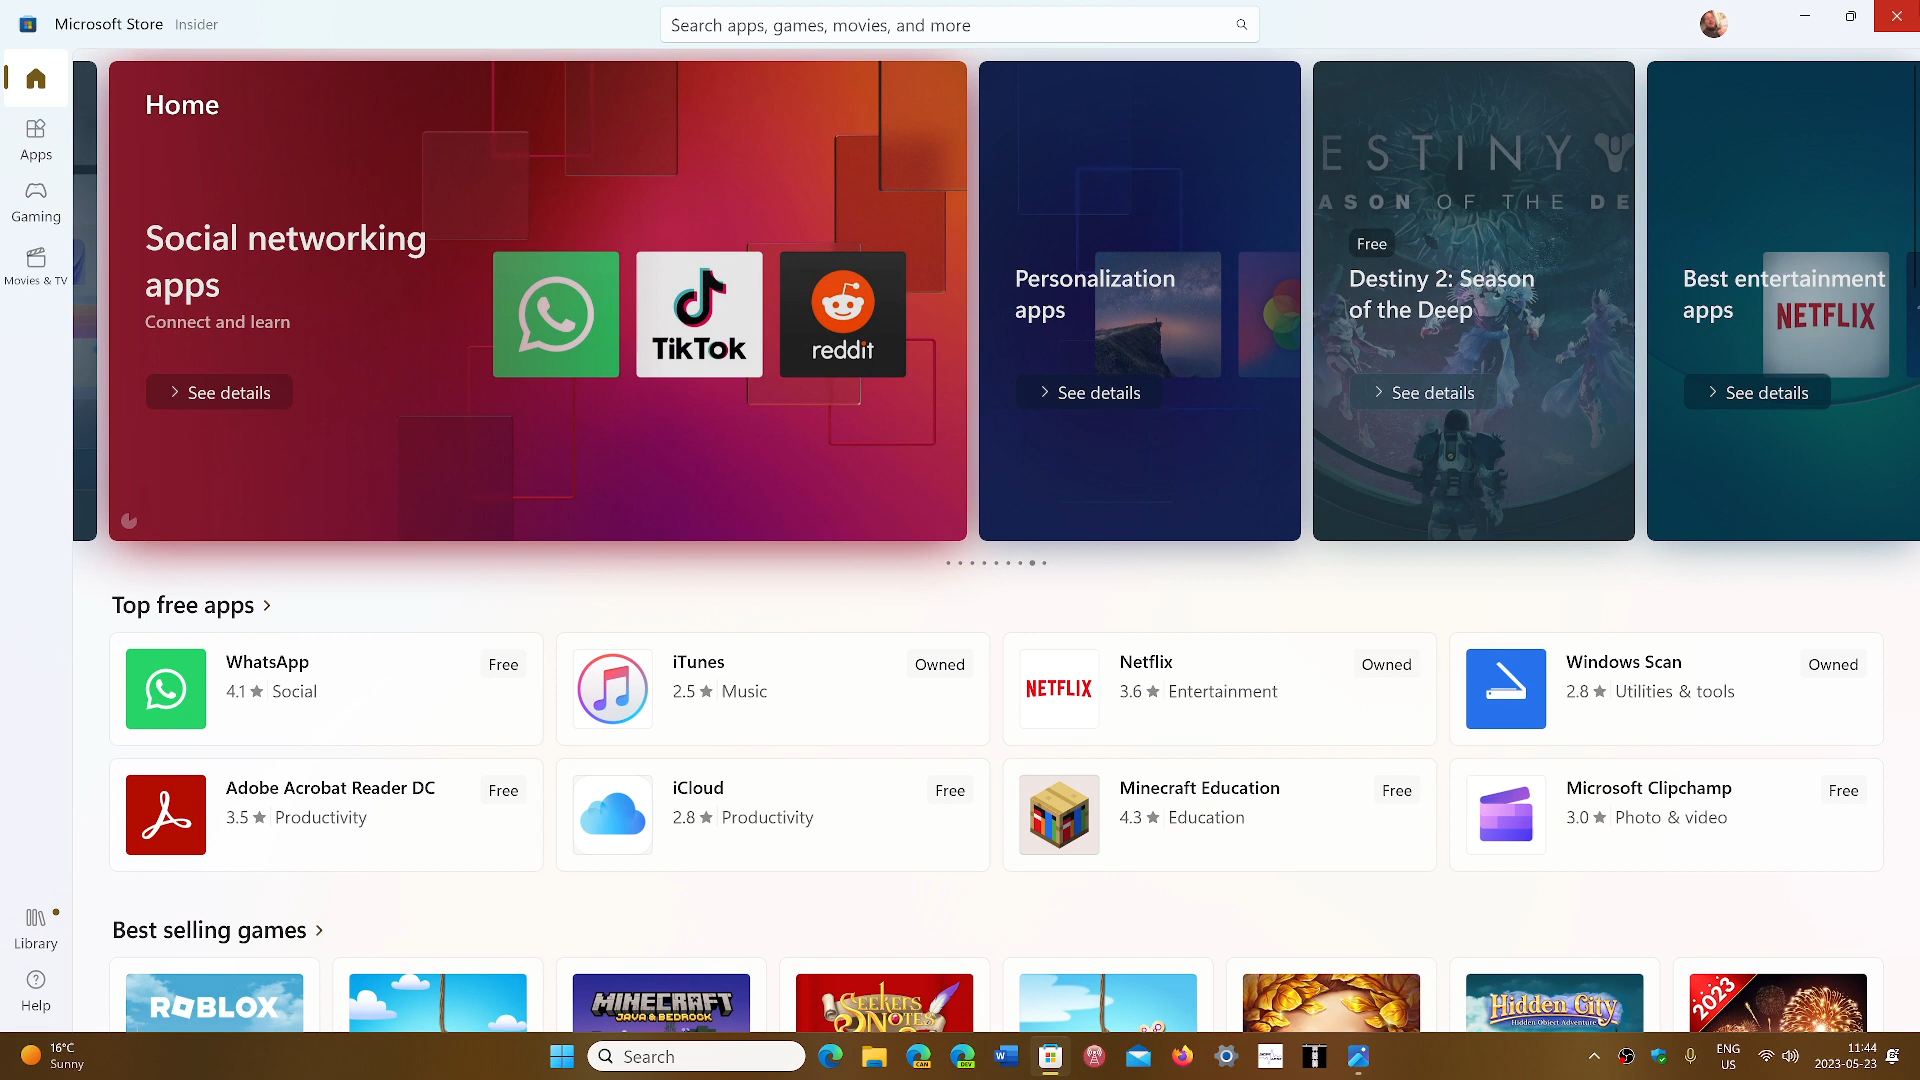 Microsoft Store Insider
Search apps, games, movies, and more
Home
Apps
Gaming
Movies & TV
Library
Help
Social networking
apps
Connect and learn
See details
TikTok
reddit
Personalization
apps
See details
DESTINY
ASON OF THE DE
Free
Destiny 2: Season
of the Deep
See details
Best entertainment
apps
NETFLIX
See details
Top free apps
WhatsApp
Free
4.1 ★ Social
iTunes
Owned
2.5 ★ Music
NETFLIX
Netflix
Owned
3.6 ★ Entertainment
Windows Scan
Owned
2.8 ★ Utilities & tools
Adobe Acrobat Reader DC
Free
3.5 ★ Productivity
iCloud
Free
2.8 ★ Productivity
Minecraft Education
Free
4.3 ★ Education
Microsoft Clipchamp
Free
3.0 ★ Photo & video
Best selling games
ROBLOX
MINECRAFT
JAVA & BEDROCK
SEEKERS
NOTES
Hidden City
Hidden Object Adventure
2023
16°C
Sunny
Search
CAN
DEV
ENG
US
11:44
2023-05-23